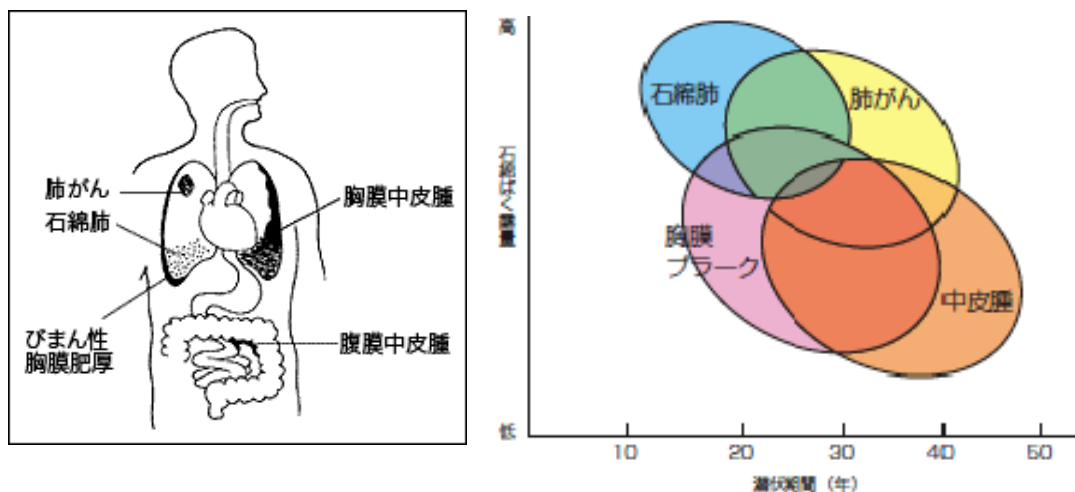 肺がん
石綿肺
びまん性
胸膜肥厚
胸膜中皮腫
腹膜中皮腫
高
石綿ばく露量
低
石綿肺
肺がん
胸膜
プラーク
中皮腫
10
20
30
40
50
潜伏期間（年）